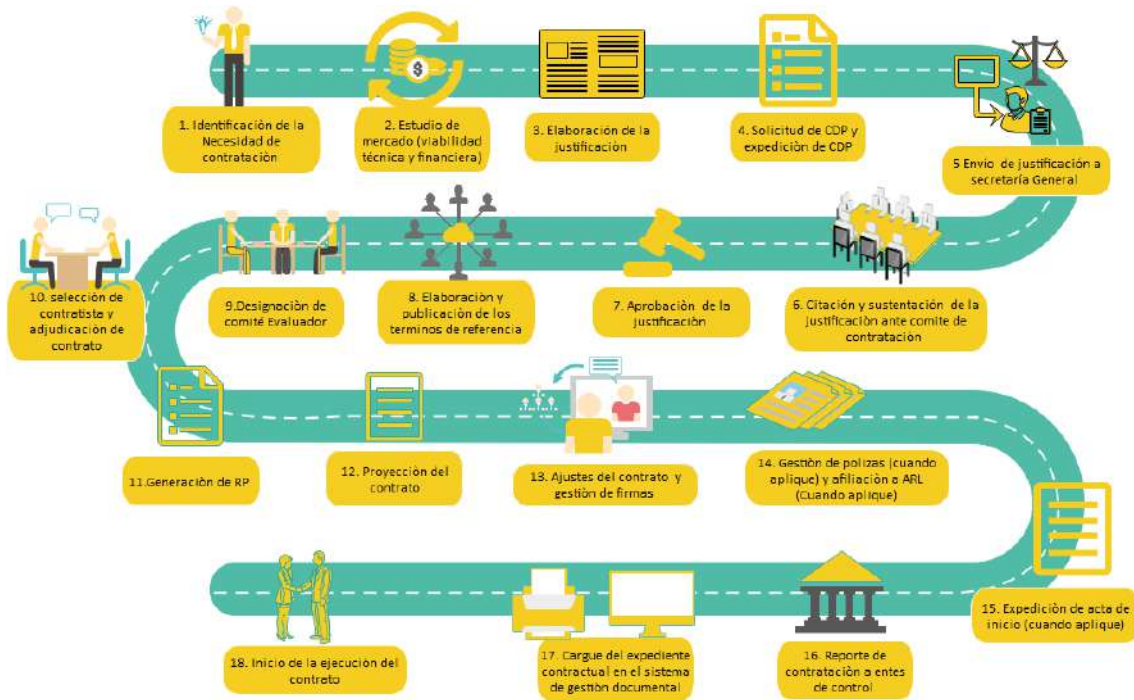 1. Identificación de la
Necesidad de
contratación
2. Estudio de
mercado (viabilidad
técnica y financiera)
3. Elaboración de la
justificación
4. Solicitud de CDP y
expedición de CDP
5 Envío de justificación a
secretaría General
10. selección de
contratista y
adjudicación de
contrato
9.Designación de
comité Evaluador
8. Elaboración y
publicación de los
terminos de referencia
7. Aprobación de la
justificación
6. Citación y sustentación de la
justificación ante comite de
contratación
11.Generación de RP
12. Proyección del
contrato
13. Ajustes del contrato y
gestión de firmas
14. Gestión de polizas (cuando
aplique) y afiliación a ARL
(Cuando aplique)
15. Expedición de acta de
inicio (cuando aplique)
18. Inicio de la ejecución del
contrato
17. Cargue del expediente
contractual en el sistema
de gestión documental
16. Reporte de
contratación a entes
de control